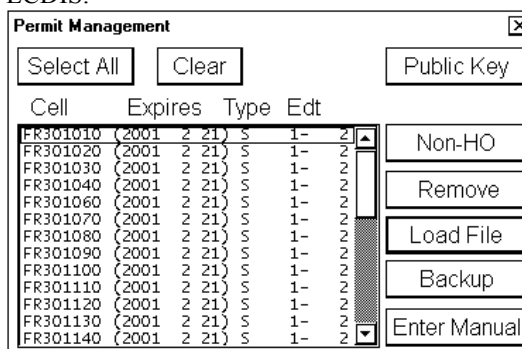 ECDIS.
Permit Management
Select All Clear Public Key
Cell Expires Type Edt
FR301010 (2001 2 21) S 1- 2
FR301020 (2001 2 21) S 1- 2
FR301030 (2001 2 21) S 1- 2
FR301040 (2001 2 21) S 1- 2
FR301060 (2001 2 21) S 1- 2
FR301070 (2001 2 21) S 1- 2
FR301080 (2001 2 21) S 1- 2
FR301090 (2001 2 21) S 1- 2
FR301100 (2001 2 21) S 1- 2
FR301110 (2001 2 21) S 1- 2
FR301120 (2001 2 21) S 1- 2
FR301130 (2001 2 21) S 1- 2
FR301140 (2001 2 21) S 1- 2
Non-HO
Remove
Load File
Backup
Enter Manual